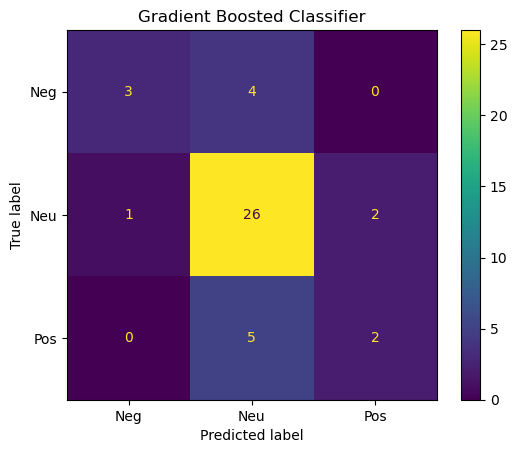 Gradient Boosted Classifier
Neg 3 4 0
Neu 1 26 2
Pos 0 5 2
Neg Neu Pos
Predicted label
True label
25
20
15
10
5
0